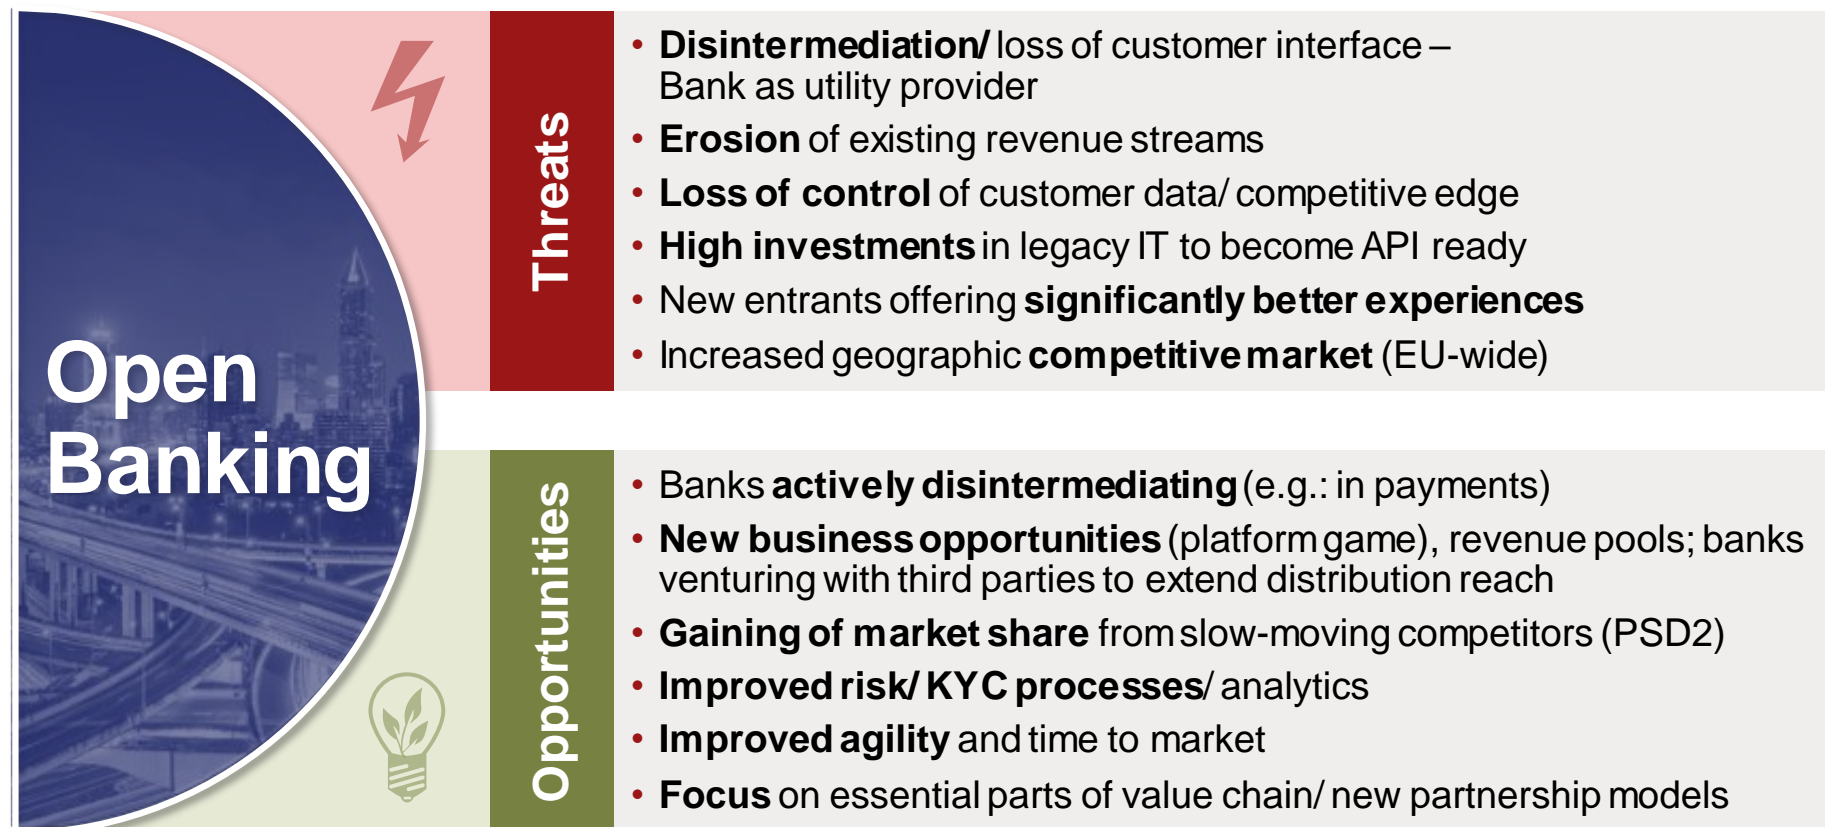 Open
Banking
Threats
• Disintermediation/ loss of customer interface –
Bank as utility provider
• Erosion of existing revenue streams
• Loss of control of customer data/ competitive edge
• High investments in legacy IT to become API ready
• New entrants offering significantly better experiences
• Increased geographic competitive market (EU-wide)
Opportunities
• Banks actively disintermediating (e.g.: in payments)
• New business opportunities (platform game), revenue pools; banks
venturing with third parties to extend distribution reach
• Gaining of market share from slow-moving competitors (PSD2)
• Improved risk/ KYC processes/ analytics
• Improved agility and time to market
• Focus on essential parts of value chain/ new partnership models